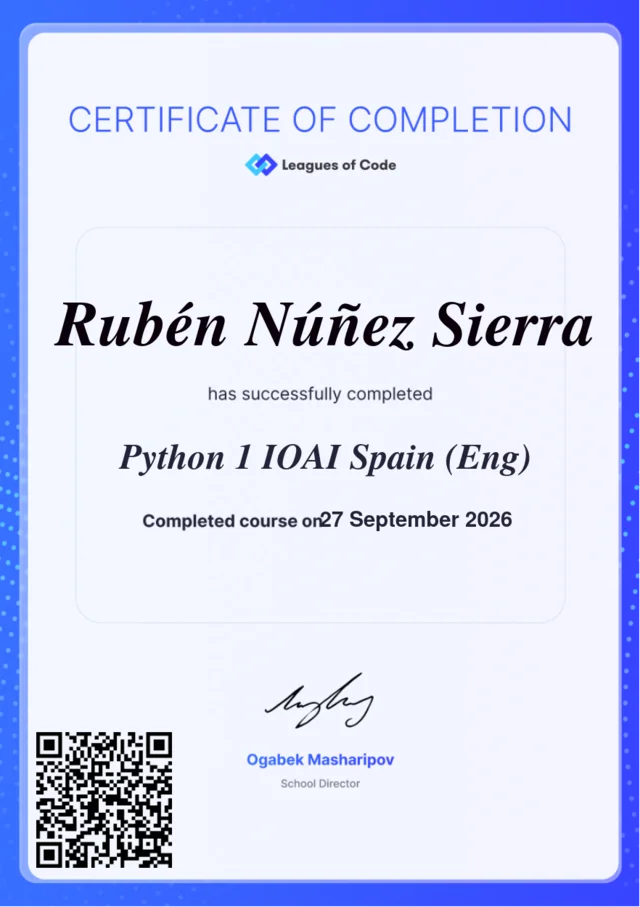 CERTIFICATE OF COMPLETION
Leagues of Code
Rubén Núñez Sierra
has successfully completed
Python 1 IOAI Spain (Eng)
Completed course on27 September 2026
Ogabek Masharipov
School Director